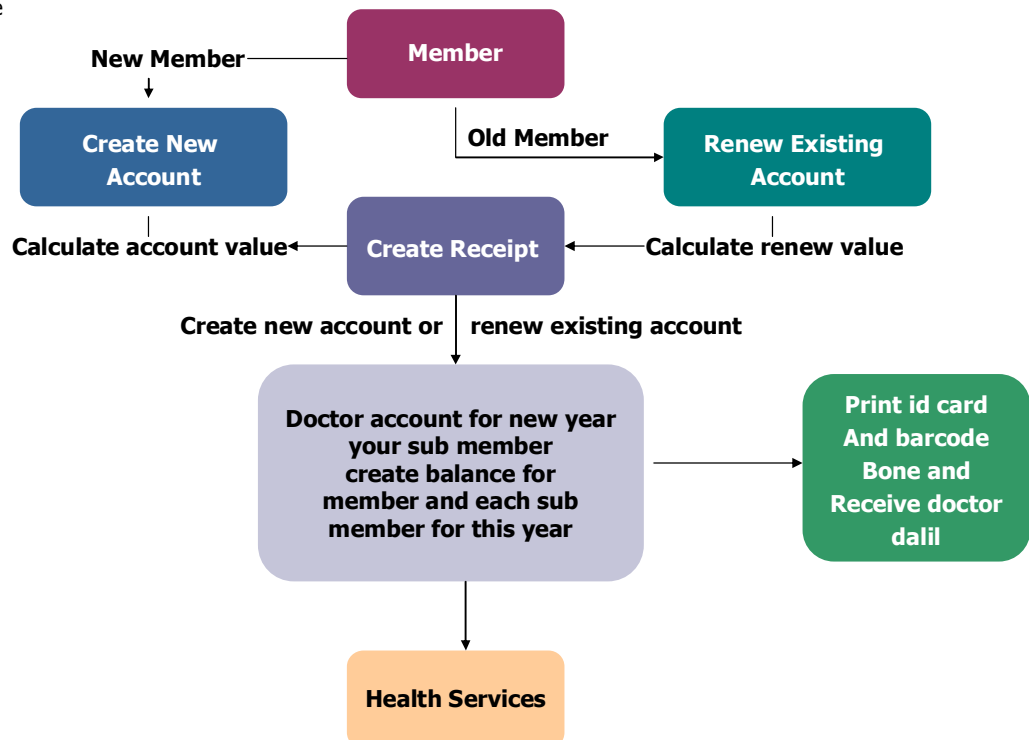 e
Member
New Member
Old Member
Create New
Account
Renew Existing
Account
Calculate account value
Create Receipt
Calculate renew value
Create new account or renew existing account
Doctor account for new year
your sub member
create balance for
member and each sub
member for this year
Print id card
And barcode
Bone and
Receive doctor
dalil
Health Services